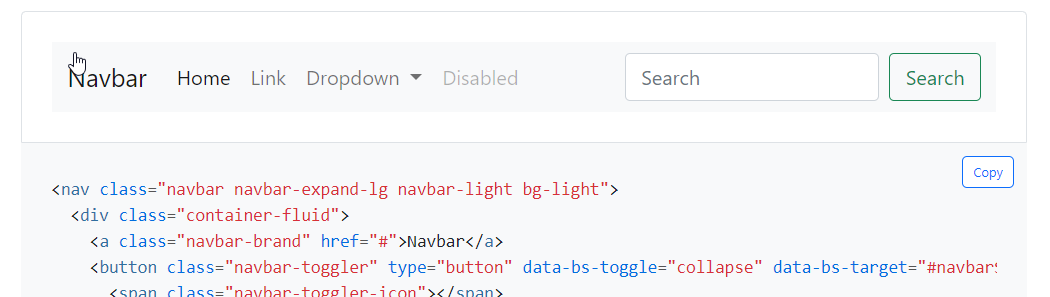 Navbar Home Link Dropdown Disabled Search Search
Copy
<nav class="navbar navbar-expand-lg navbar-light bg-light">
<div class="container-fluid">
<a class="navbar-brand" href="#">Navbar</a>
<button class="navbar-toggler" type="button" data-bs-toggle="collapse" data-bs-target="#navbar
<span class="navbar-toggler-icon"></span>